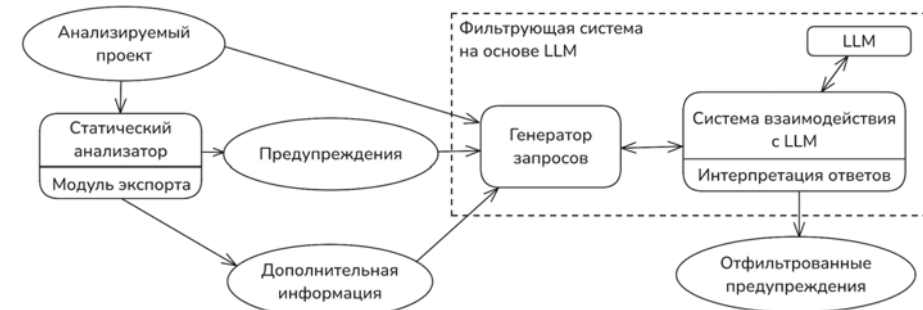 Анализируемый
проект
Фильтрующая система
на основе LLM
LLM
Статический
анализатор
Модуль экспорта
Предупреждения
Генератор
запросов
Система взаимодействия
с LLM
Интерпретация ответов
Дополнительная
информация
Отфильтрованные
предупреждения